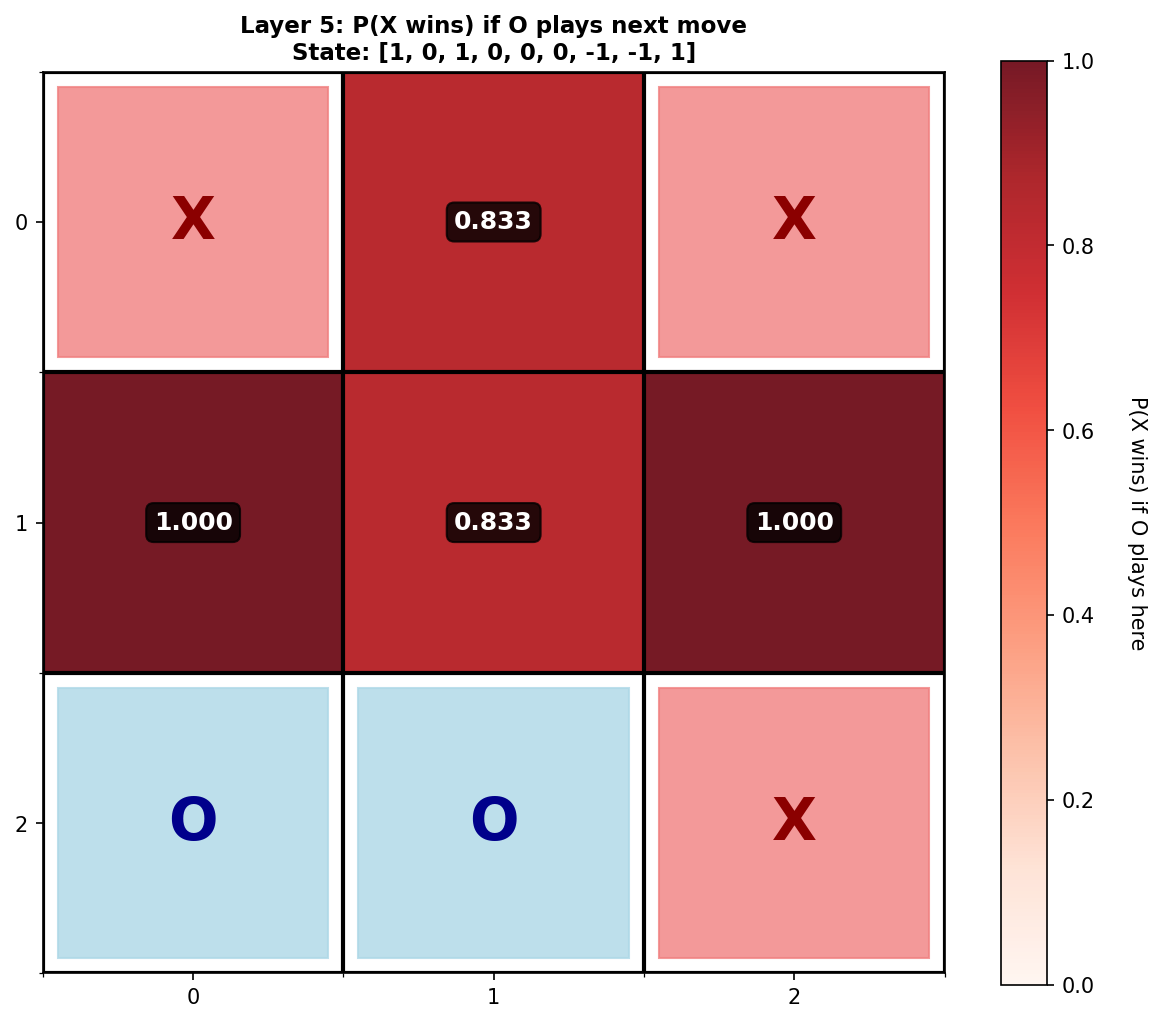 Layer 5: P(X wins) if O plays next move
State: [1, 0, 1, 0, 0, 0, -1, -1, 1]
X
0.833
X
1.000
0.833
1.000
O
O
X
0
1
2
0
1
2
1.0
0.8
0.6
0.4
0.2
0.0
P(X wins) if O plays here